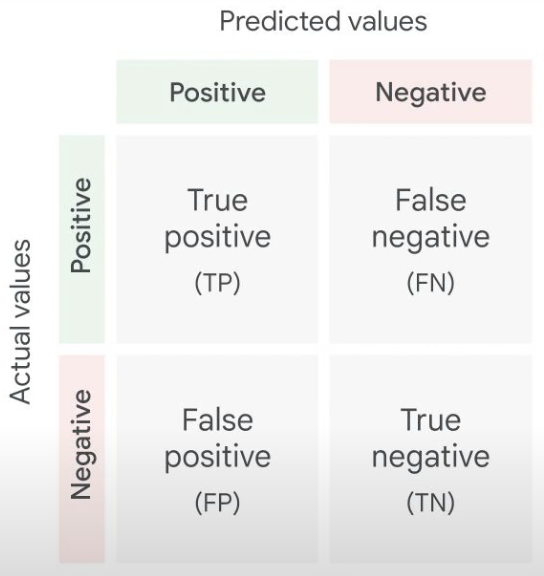 Predicted values
Positive
Negative
Actual values
Positive
True
positive
(TP)
False
negative
(FN)
Negative
False
positive
(FP)
True
negative
(TN)